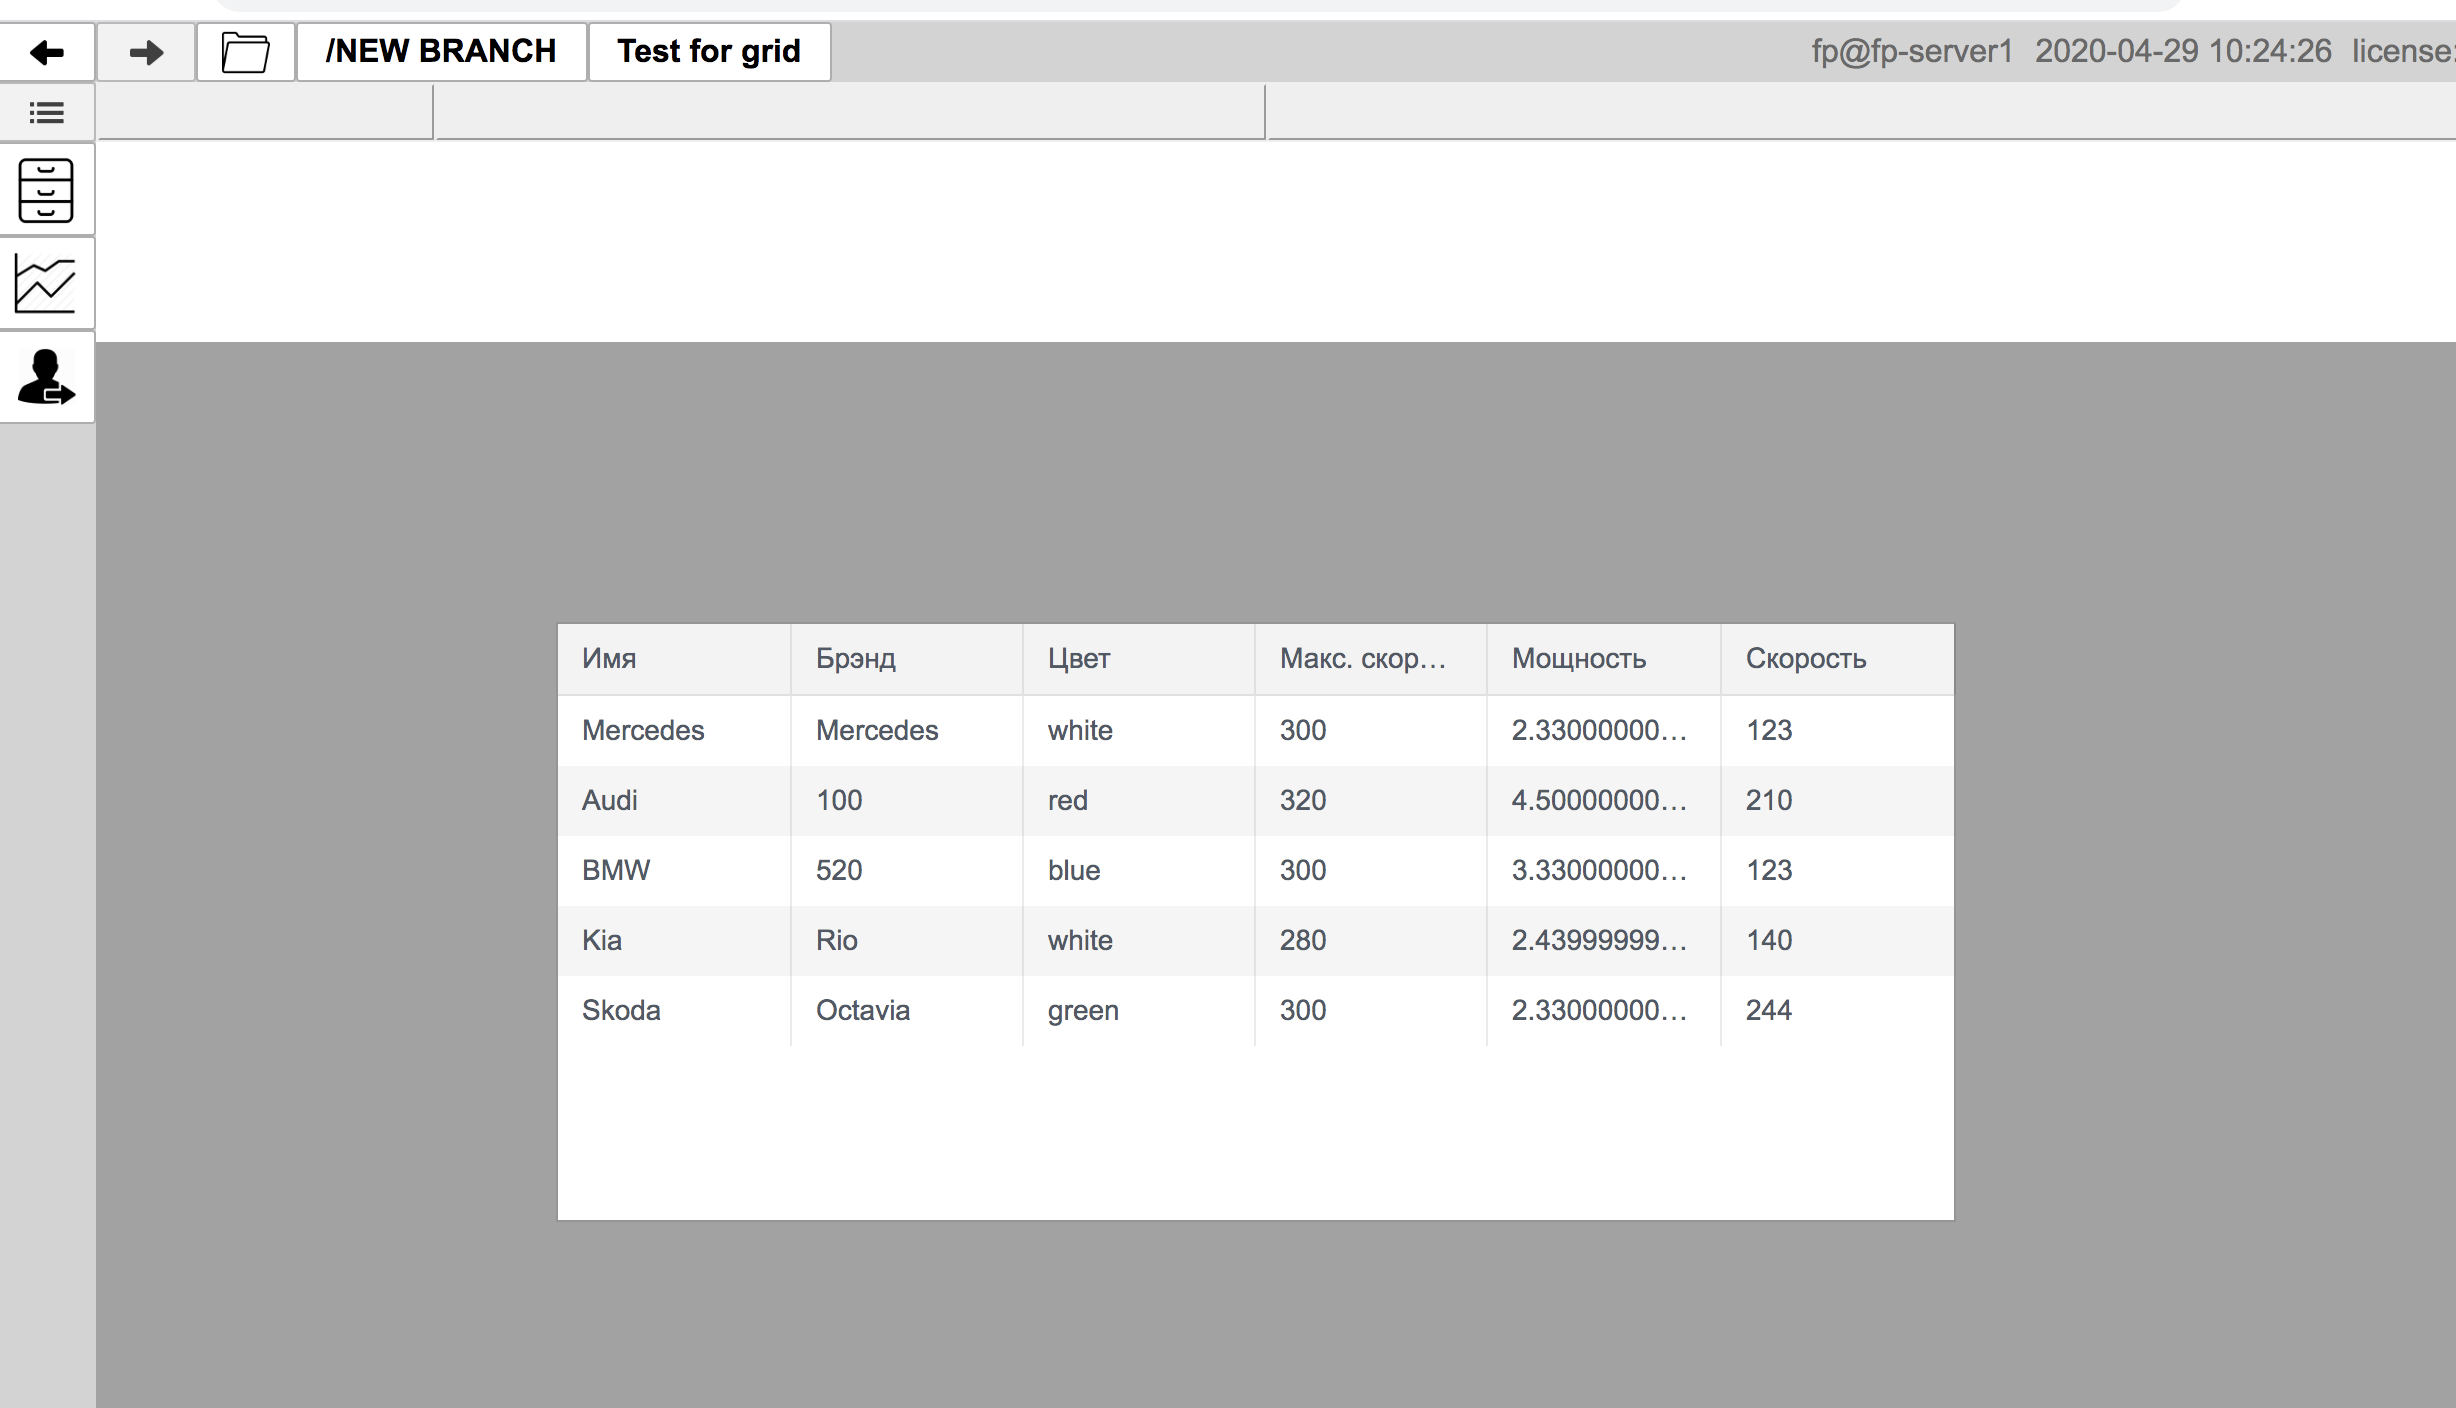 /NEW BRANCH Test for grid fp@fp-server1 2020-04-29 10:24:26 license:
Имя Брэнд Цвет Макс. скор... Мощность Скорость
Mercedes Mercedes white 300 2.33000000... 123
Audi 100 red 320 4.50000000... 210
BMW 520 blue 300 3.33000000... 123
Kia Rio white 280 2.43999999... 140
Skoda Octavia green 300 2.33000000... 244